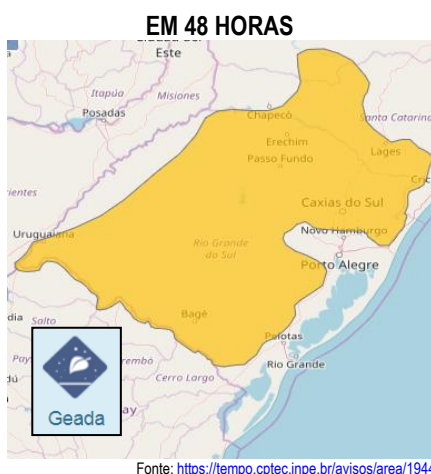 EM 48 HORAS
Este
Itapúa
Misiones
Posadas
Chapecó
Santa Catarina
Erechim
Passo Fundo
Lages
Caxias do Sul
Novo Hamburgo
Uruguaiana
Rio Grande
do Sul
Porto Alegre
Bagé
Salto
Pelotas
Rio Grande
Cerro Largo
Geada
Fonte: https://tempo.cptec.inpe.br/avisos/area/1944